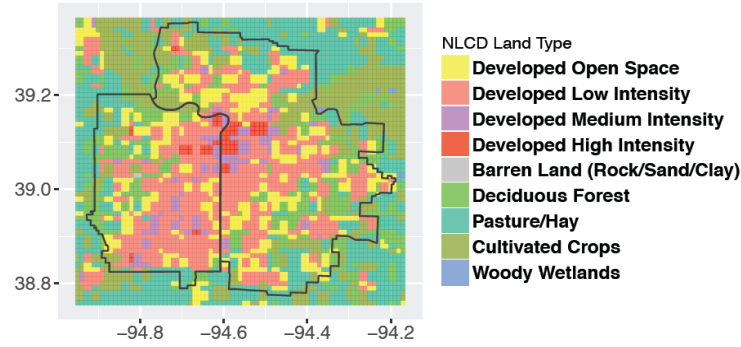 NLCD Land Type
Developed Open Space
Developed Low Intensity
Developed Medium Intensity
Developed High Intensity
Barren Land (Rock/Sand/Clay)
Deciduous Forest
Pasture/Hay
Cultivated Crops
Woody Wetlands
39.2
39.0
38.8
−94.8
−94.6
−94.4
−94.2